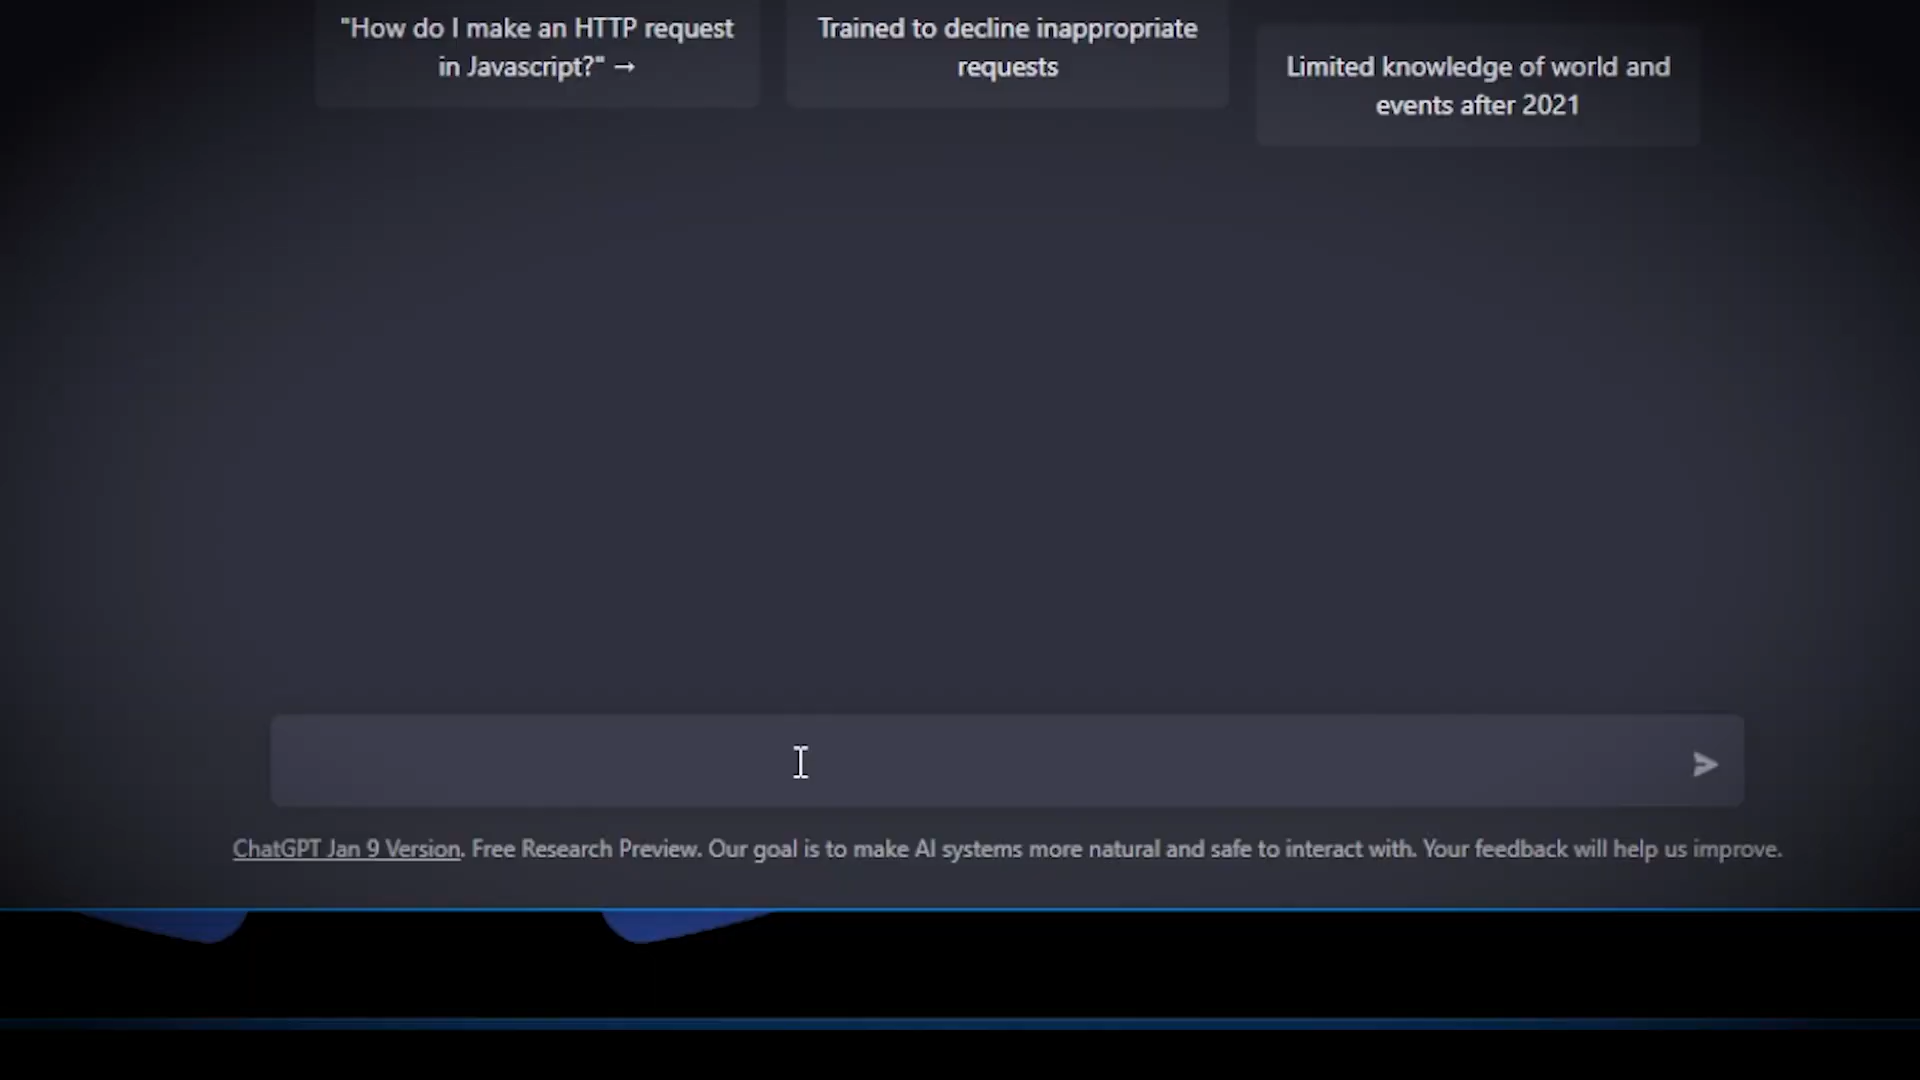 "How do I make an HTTP request
in Javascript?" →
Trained to decline inappropriate
requests
Limited knowledge of world and
events after 2021
ChatGPT Jan 9 Version. Free Research Preview. Our goal is to make AI systems more natural and safe to interact with. Your feedback will help us improve.